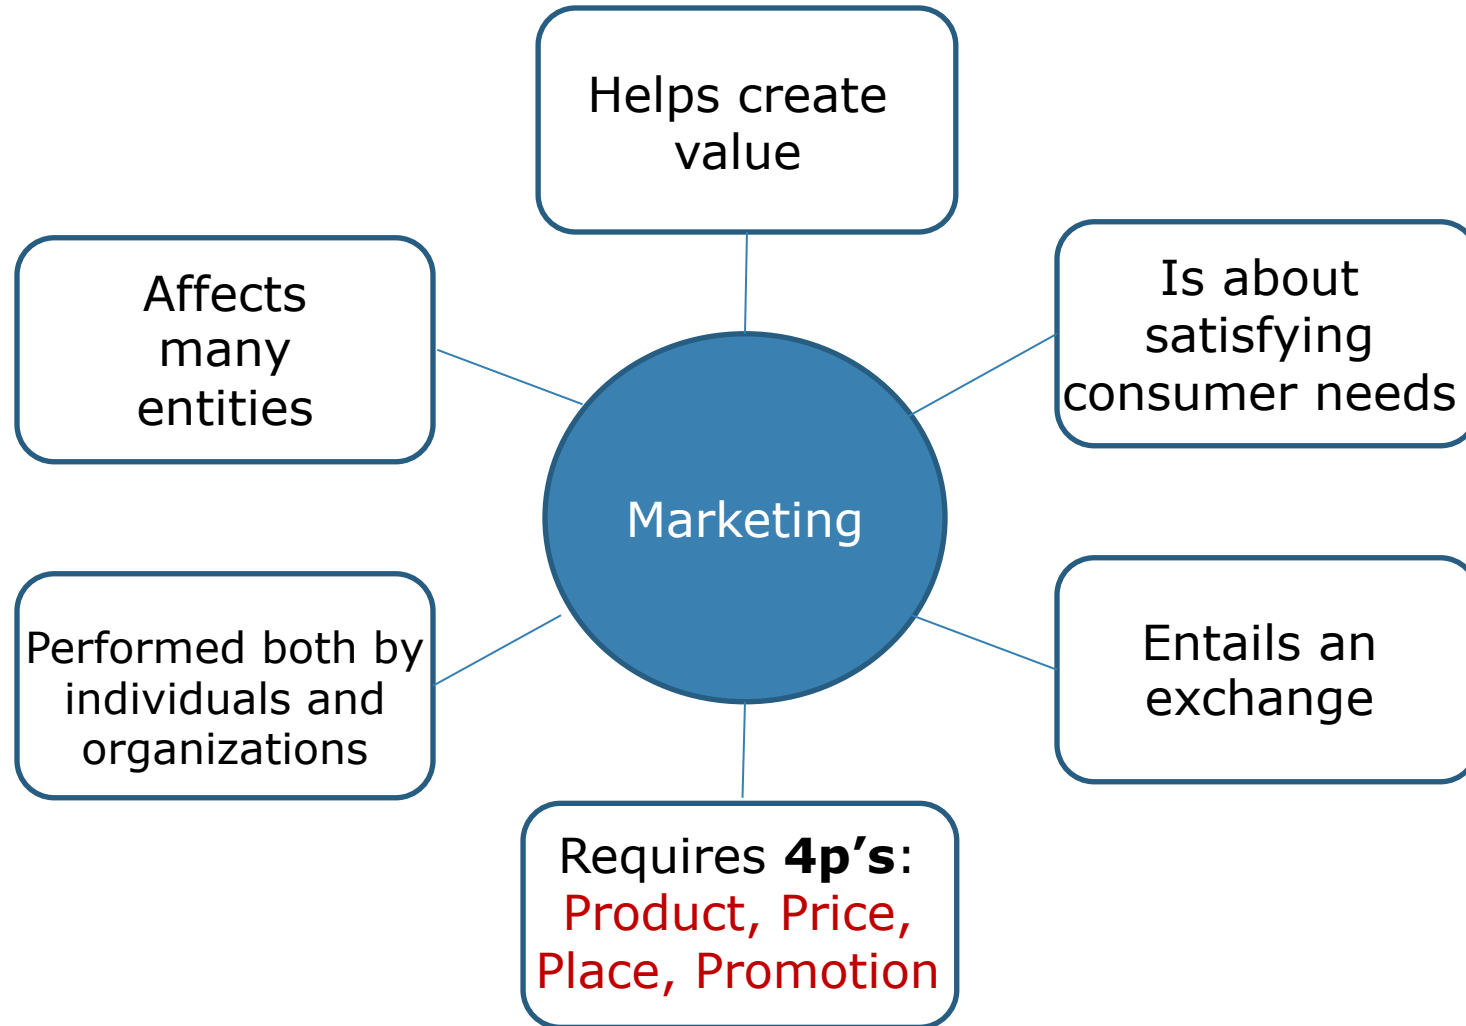 Helps create
value
Is about
satisfying
consumer needs
Affects
many
entities
Marketing
Entails an
exchange
Performed both by
individuals and
organizations
Requires 4p’s:
Product, Price,
Place, Promotion